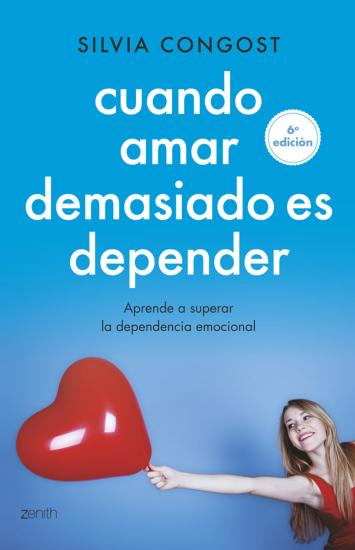 SILVIA CONGOST
cuando
amar
demasiado es
depender
6ª
edición
Aprende a superar
la dependencia emocional
zenith